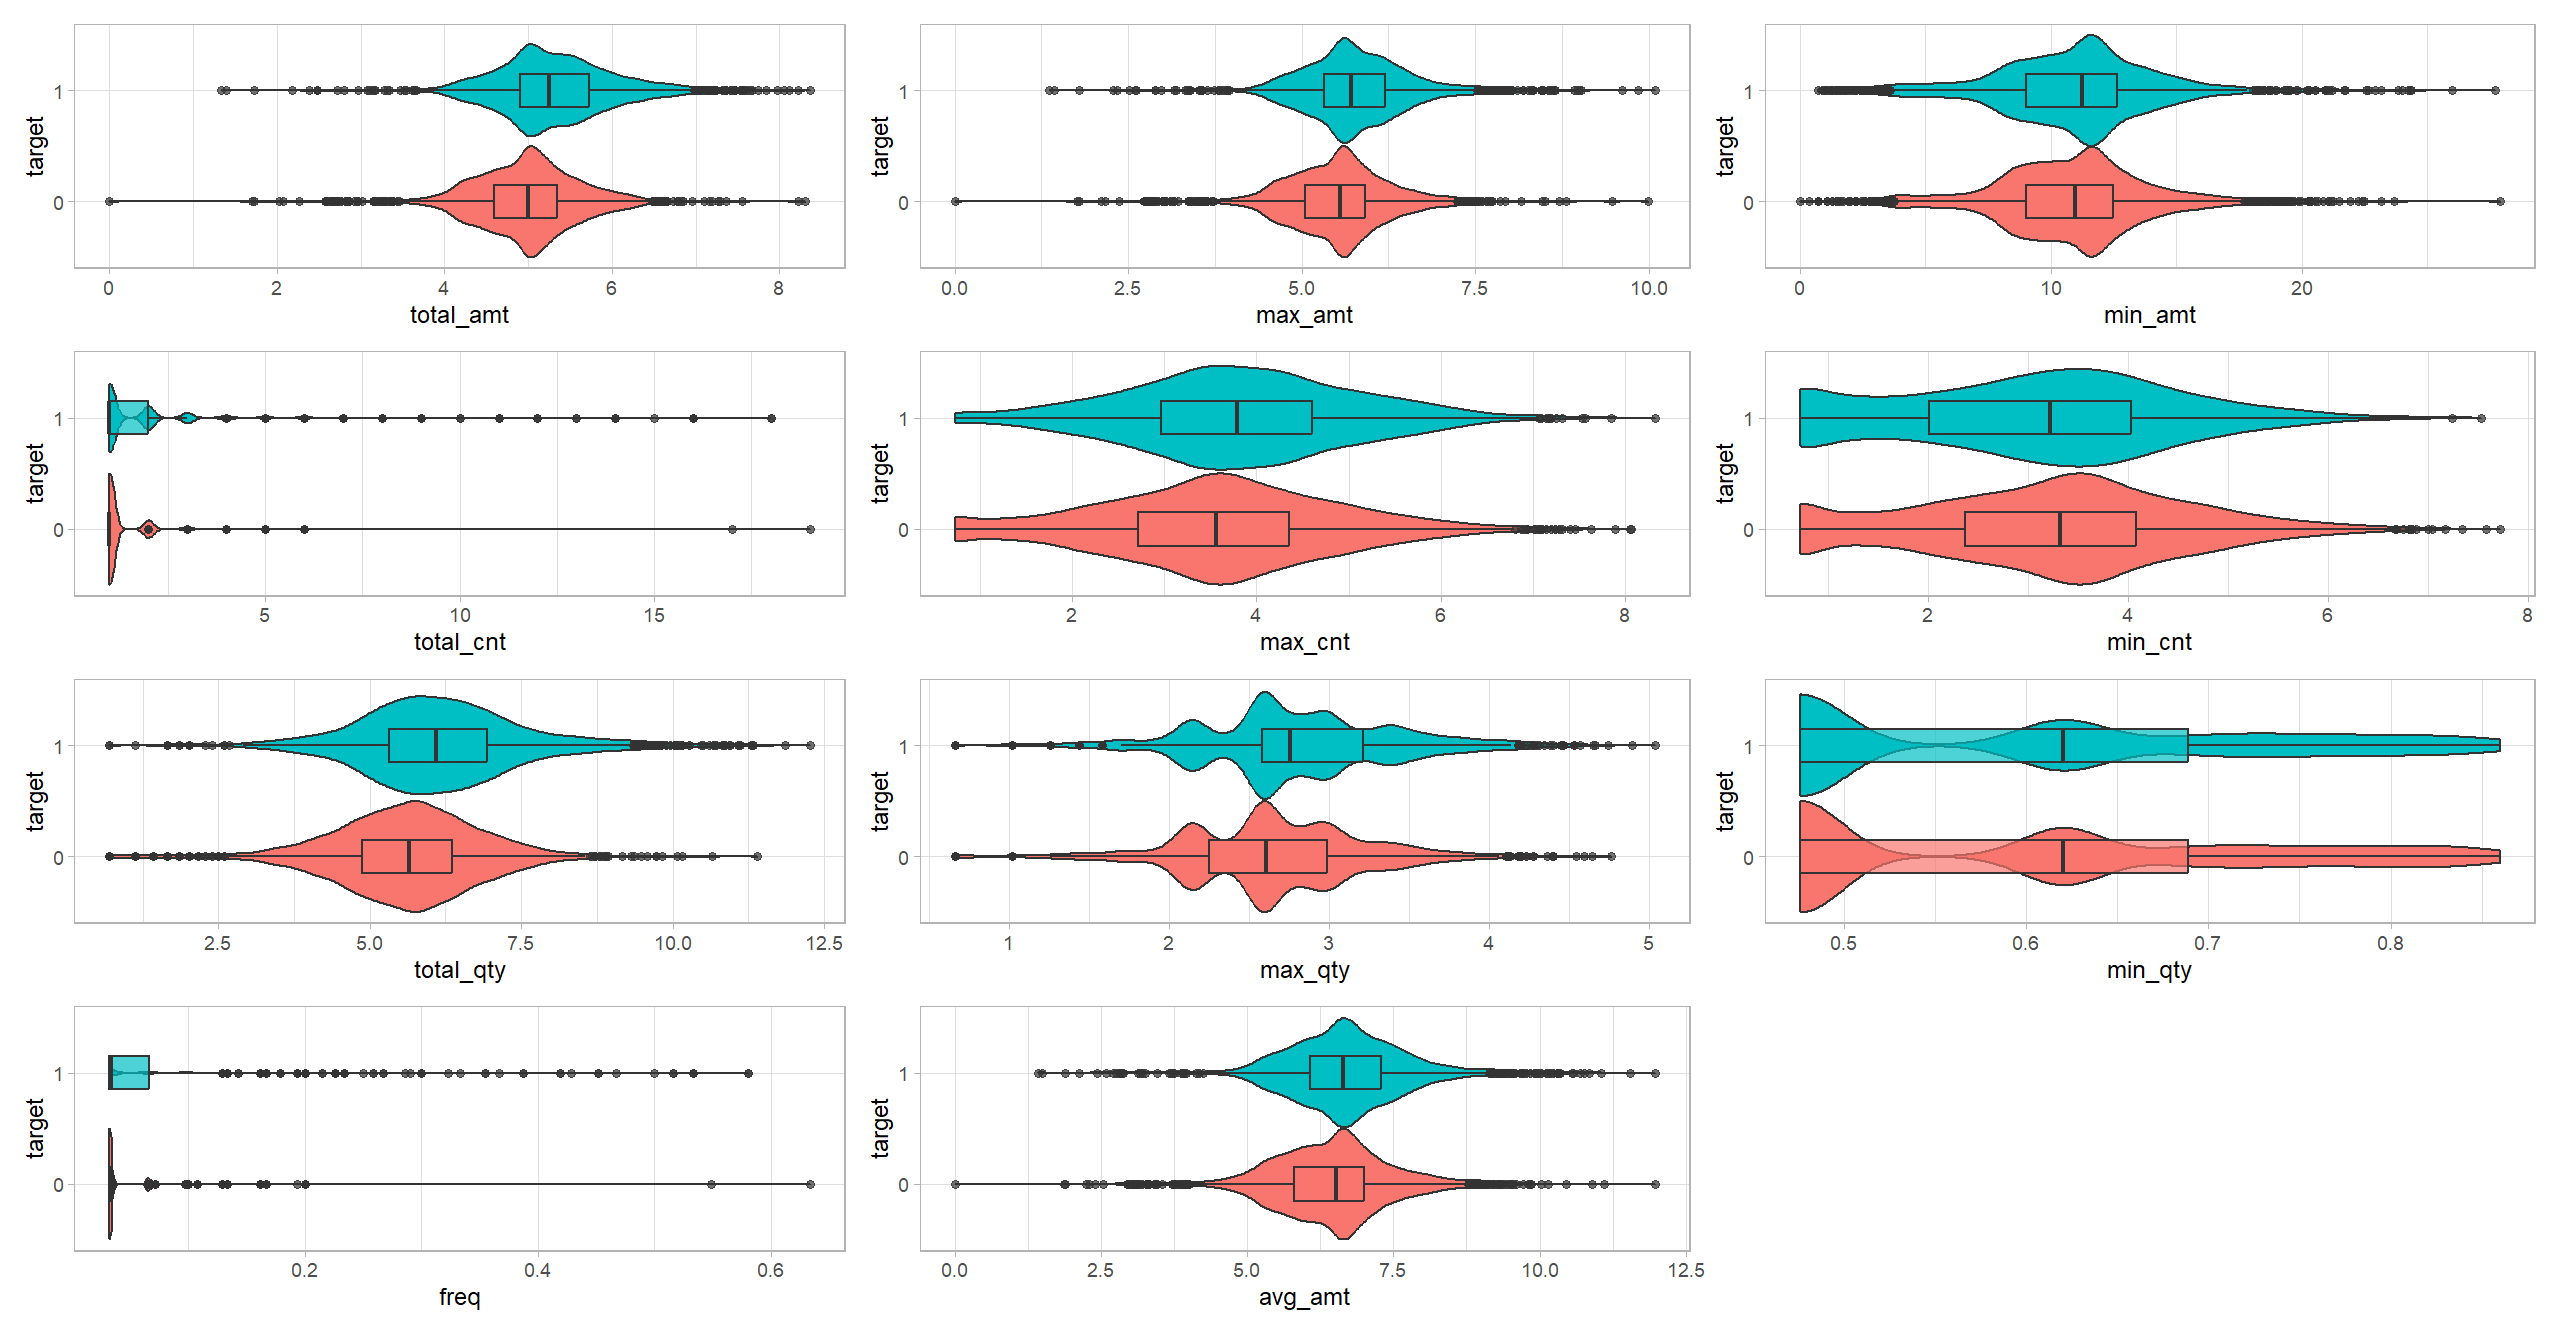 target
1
0
0 2 4 6 8
total_amt
target
1
0
0.0 2.5 5.0 7.5 10.0
max_amt
target
1
0
0 10 20
min_amt
target
1
0
5 10 15
total_cnt
target
1
0
2 4 6 8
max_cnt
target
1
0
2 4 6 8
min_cnt
target
1
0
2.5 5.0 7.5 10.0 12.5
total_qty
target
1
0
1 2 3 4 5
max_qty
target
1
0
0.5 0.6 0.7 0.8
min_qty
target
1
0
0.2 0.4 0.6
freq
target
1
0
0.0 2.5 5.0 7.5 10.0 12.5
avg_amt